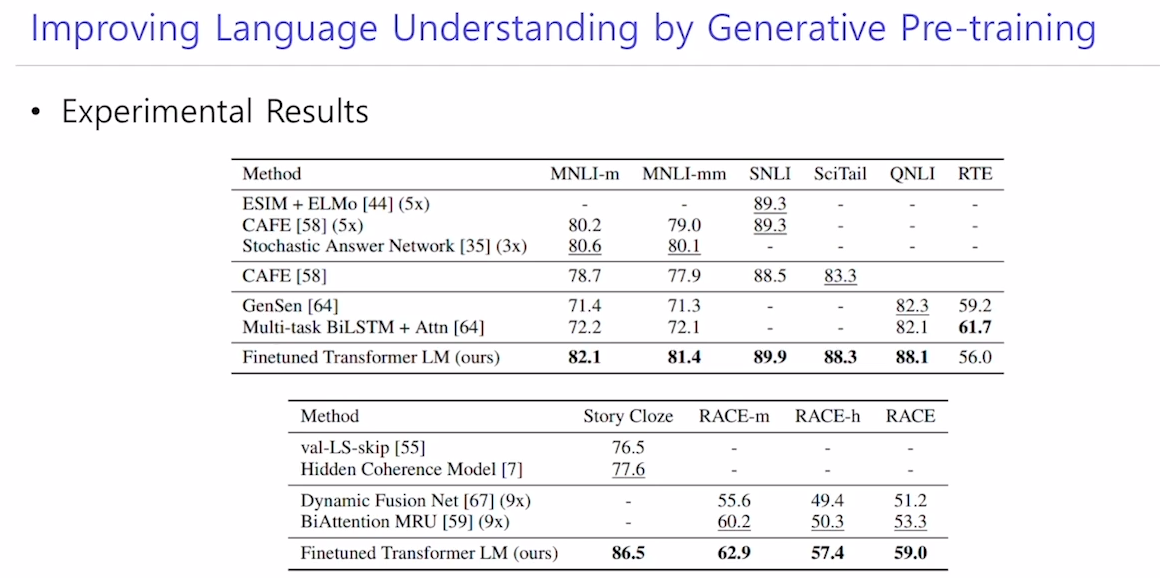 Improving Language Understanding by Generative Pre-training
• Experimental Results
Method MNLI-m MNLI-mm SNLI SciTail QNLI RTE
ESIM + ELMo [44] (5x) - - 89.3 - - -
CAFE [58] (5x) 80.2 79.0 89.3 - - -
Stochastic Answer Network [35] (3x) 80.6 80.1 - - - -
CAFE [58] 78.7 77.9 88.5 83.3
GenSen [64] 71.4 71.3 - - 82.3 59.2
Multi-task BiLSTM + Attn [64] 72.2 72.1 - - 82.1 61.7
Finetuned Transformer LM (ours) 82.1 81.4 89.9 88.3 88.1 56.0
Method Story Cloze RACE-m RACE-h RACE
val-LS-skip [55] 76.5 - - -
Hidden Coherence Model [7] 77.6 - - -
Dynamic Fusion Net [67] (9x) - 55.6 49.4 51.2
BiAttention MRU [59] (9x) - 60.2 50.3 53.3
Finetuned Transformer LM (ours) 86.5 62.9 57.4 59.0